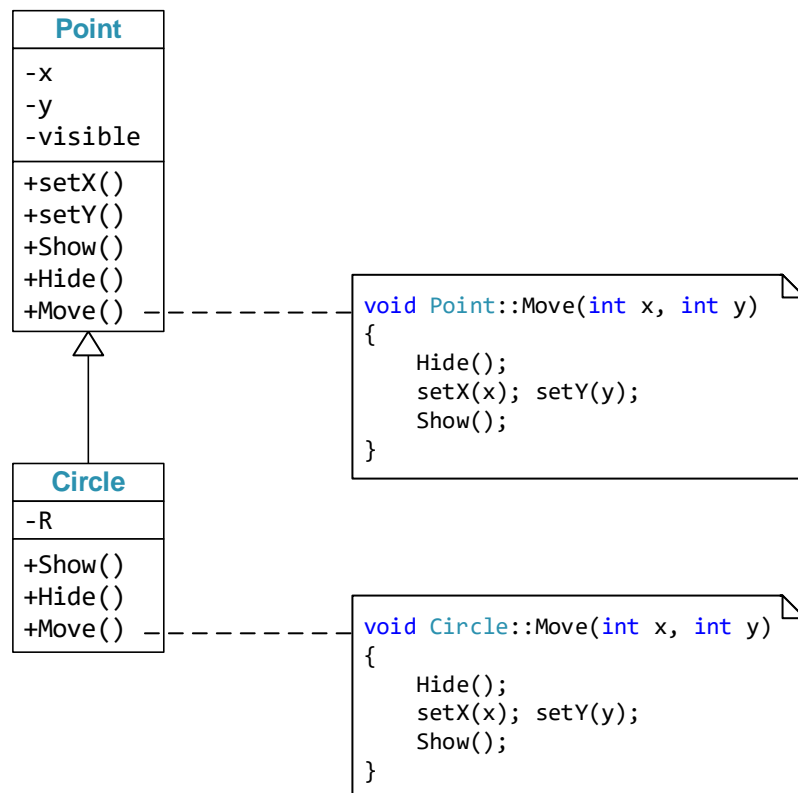 Point
-x
-y
-visible
+setX()
+setY()
+Show()
+Hide()
+Move()
void Point::Move(int x, int y)
{
    Hide();
    setX(x); setY(y);
    Show();
}
Circle
-R
+Show()
+Hide()
+Move()
void Circle::Move(int x, int y)
{
    Hide();
    setX(x); setY(y);
    Show();
}